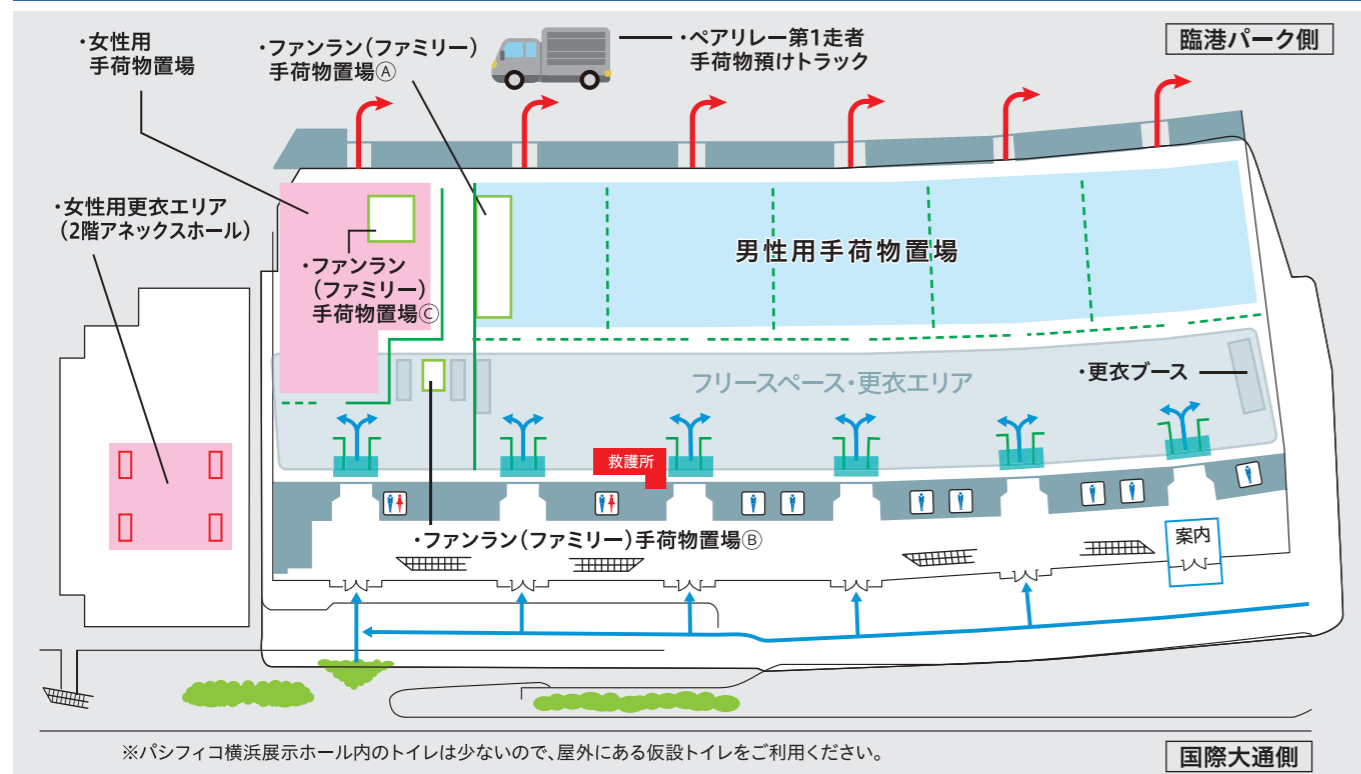 ・女性用
手荷物置場
・ファンラン(ファミリー)
手荷物置場Ⓐ
・ペアリレー第1走者
手荷物預けトラック
臨港パーク側
・女性用更衣エリア
(2階アネックスホール)
・ファンラン
(ファミリー)
手荷物置場Ⓒ
男性用手荷物置場
フリースペース・更衣エリア
・更衣ブース
救護所
・ファンラン(ファミリー)手荷物置場Ⓑ
案内
※パシフィコ横浜展示ホール内のトイレは少ないので、屋外にある仮設トイレをご利用ください。
国際大通側